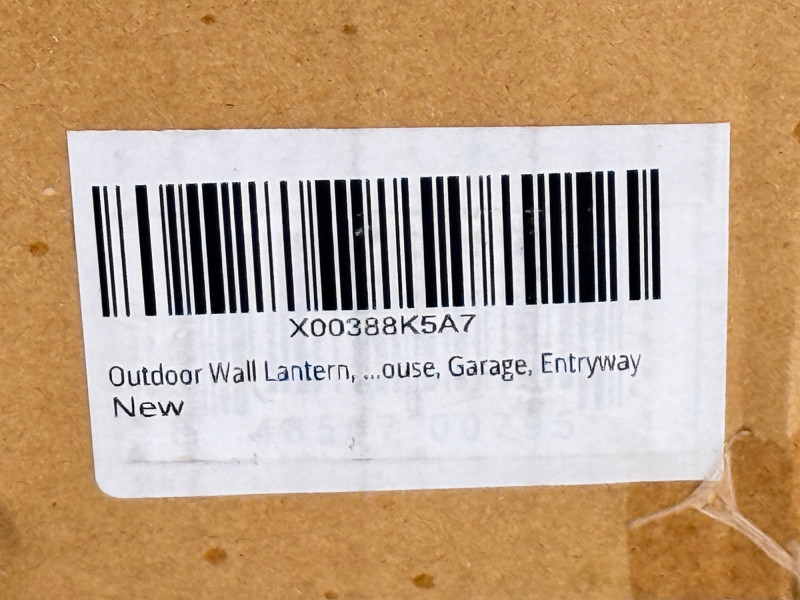 X00388K5A7
Outdoor Wall Lantern, ...ouse, Garage, Entryway
New